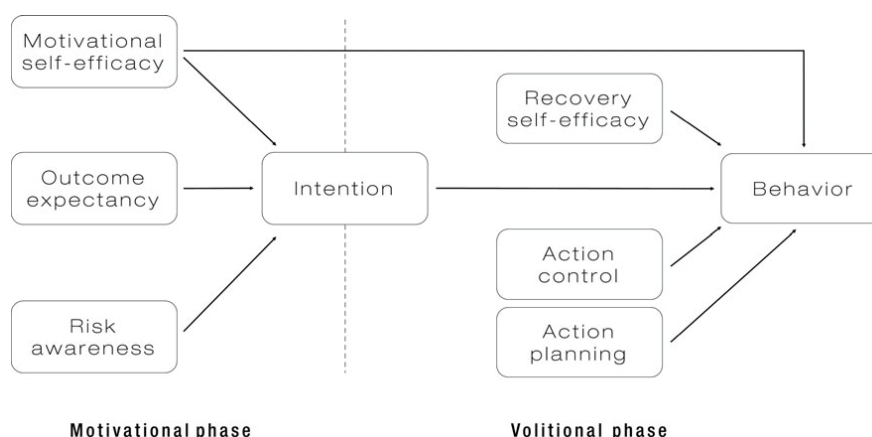 Motivational
self-efficacy
Recovery
self-efficacy
Outcome
expectancy
Intention
Behavior
Action
control
Risk
awareness
Action
planning
Motivational phase
Volitional phase